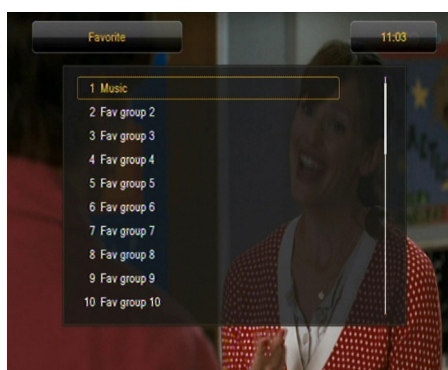 Favorite
11:03
1 Music
2 Fav group 2
3 Fav group 3
4 Fav group 4
5 Fav group 5
6 Fav group 6
7 Fav group 7
8 Fav group 8
9 Fav group 9
10 Fav group 10